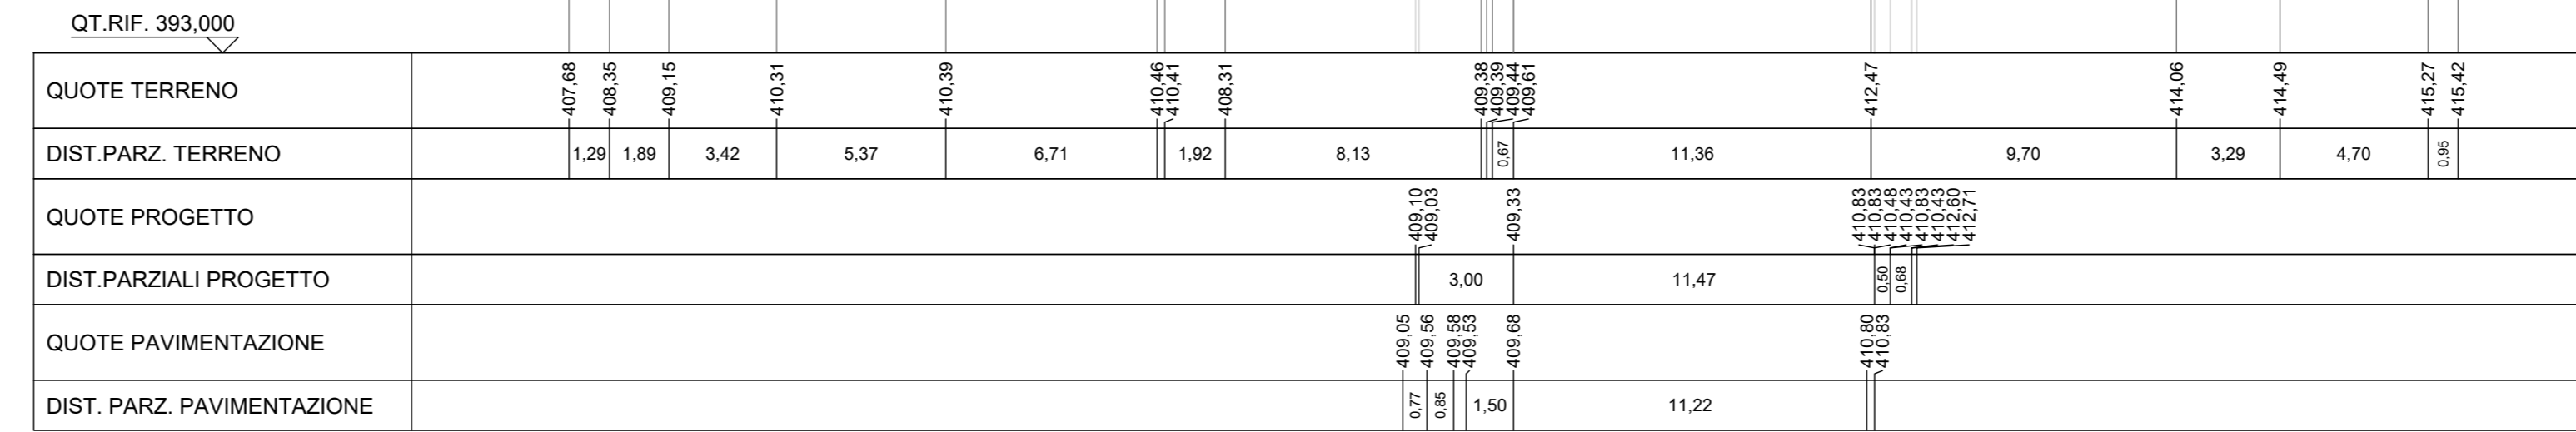 QT.RIF. 393,000
QUOTE TERRENO 407,68 408,35 409,15 410,31 410,39 410,46 410,41 408,31 409,38 409,39 409,44 409,61 412,47 414,06 414,49 415,27 415,42
DIST.PARZ. TERRENO 1,29 1,89 3,42 5,37 6,71 1,92 8,13 0,67 11,36 9,70 3,29 4,70 0,95
QUOTE PROGETTO 409,10 409,03 409,33 410,83 410,83 410,48 410,43 410,83 410,43 412,60 412,71
DIST.PARZIALI PROGETTO 3,00 11,47 0,50 0,68
QUOTE PAVIMENTAZIONE 409,05 409,56 409,58 409,53 409,68 410,80 410,83
DIST. PARZ. PAVIMENTAZIONE 0,77 0,85 1,50 11,22